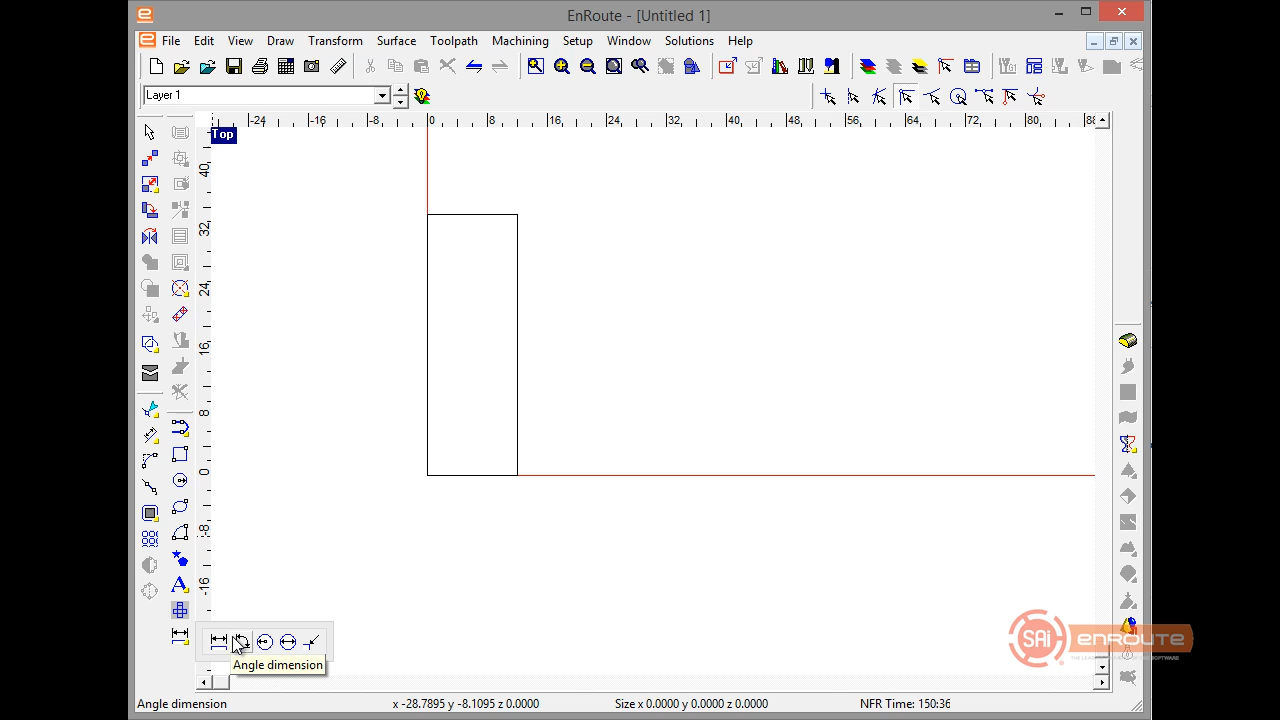 EnRoute - [Untitled 1]
File Edit View Draw Transform Curves Surface Toolpath Machining Setup Window Solutions Help
Layer 1
-24 -16 -8 0 8 16 24 32 40 48 56 64 72 80 88
Top
40
32
24
16
8
0
-8
-16
SAi ENROUTE
Angle dimension
Angle dimension x -28.7895 y -8.1095 z 0.0000 Size x 0.0000 y 0.0000 z 0.0000 NFR Time: 150:36